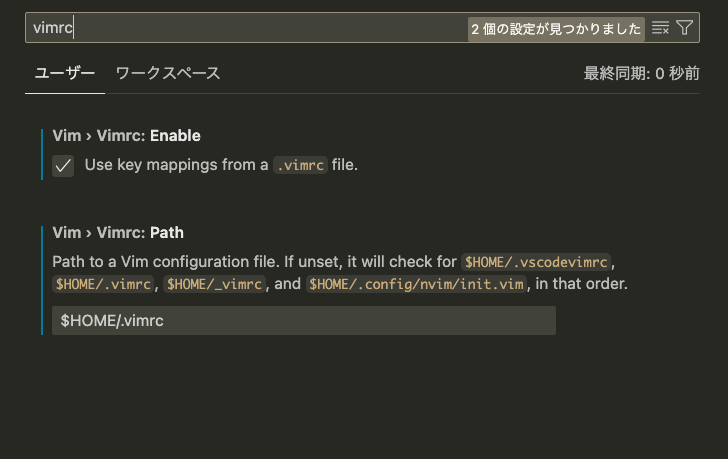 vimrc
2 個の設定が見つかりました
ユーザー ワークスペース 最終同期: 0 秒前
Vim › Vimrc: Enable
Use key mappings from a .vimrc file.
Vim › Vimrc: Path
Path to a Vim configuration file. If unset, it will check for $HOME/.vscodevimrc,
$HOME/.vimrc, $HOME/_vimrc, and $HOME/.config/nvim/init.vim, in that order.
$HOME/.vimrc